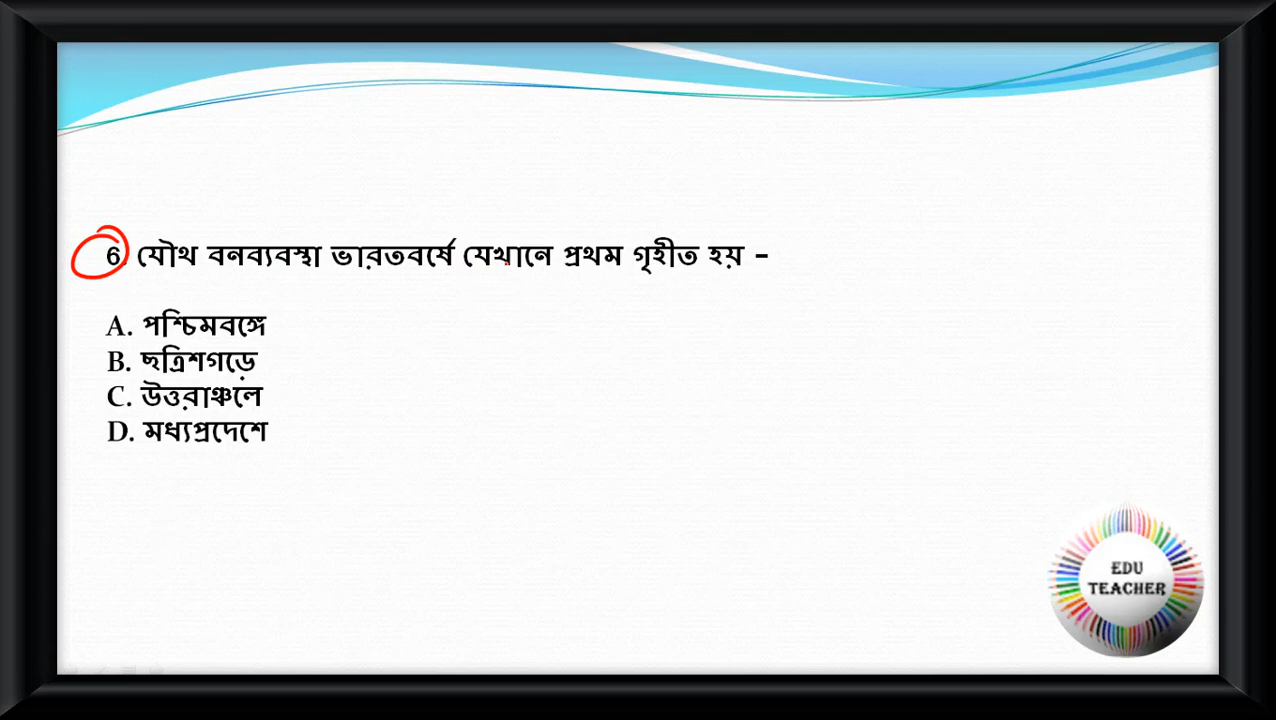 6. যৌথ বনব্যবস্থা ভারতবর্ষে যেখানে প্রথম গৃহীত হয় –
A. পশ্চিমবঙ্গে
B. ছত্রিশগড়ে
C. উত্তরাঞ্চলে
D. মধ্যপ্রদেশে
EDU
TEACHER